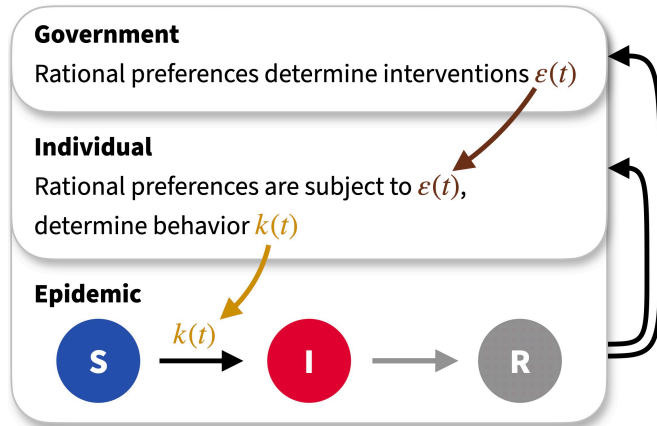 Government
Rational preferences determine interventions ε(t)
Individual
Rational preferences are subject to ε(t),
determine behavior k(t)
Epidemic
k(t)
S I R